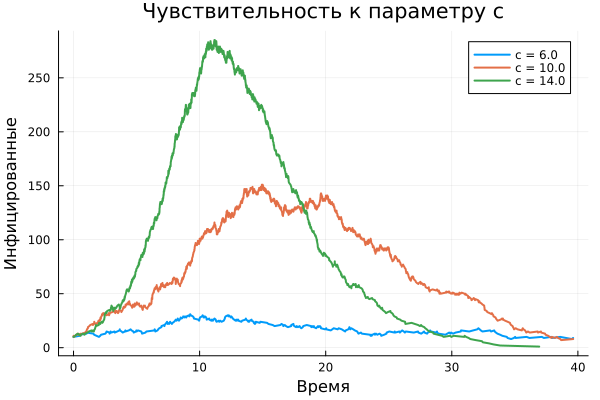 Чувствительность к параметру c
Инфицированные
250
200
150
100
50
0
0
10
20
30
40
Время
c = 6.0
c = 10.0
c = 14.0